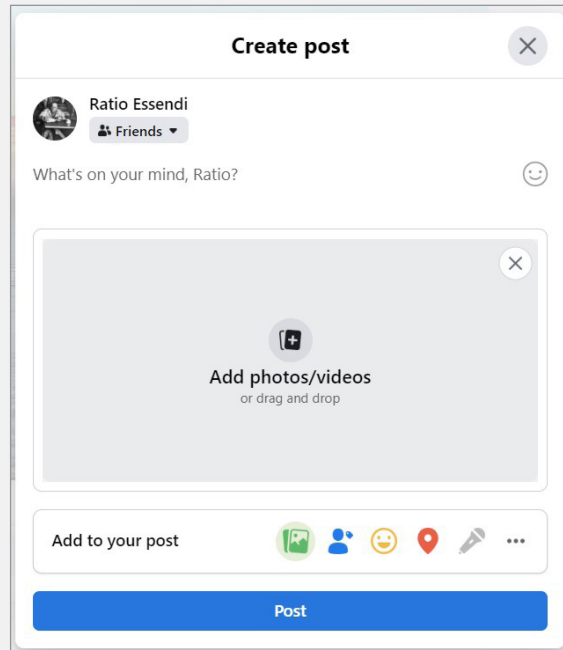 Create post
Ratio Essendi
Friends
What's on your mind, Ratio?
Add photos/videos
or drag and drop
Add to your post
Post